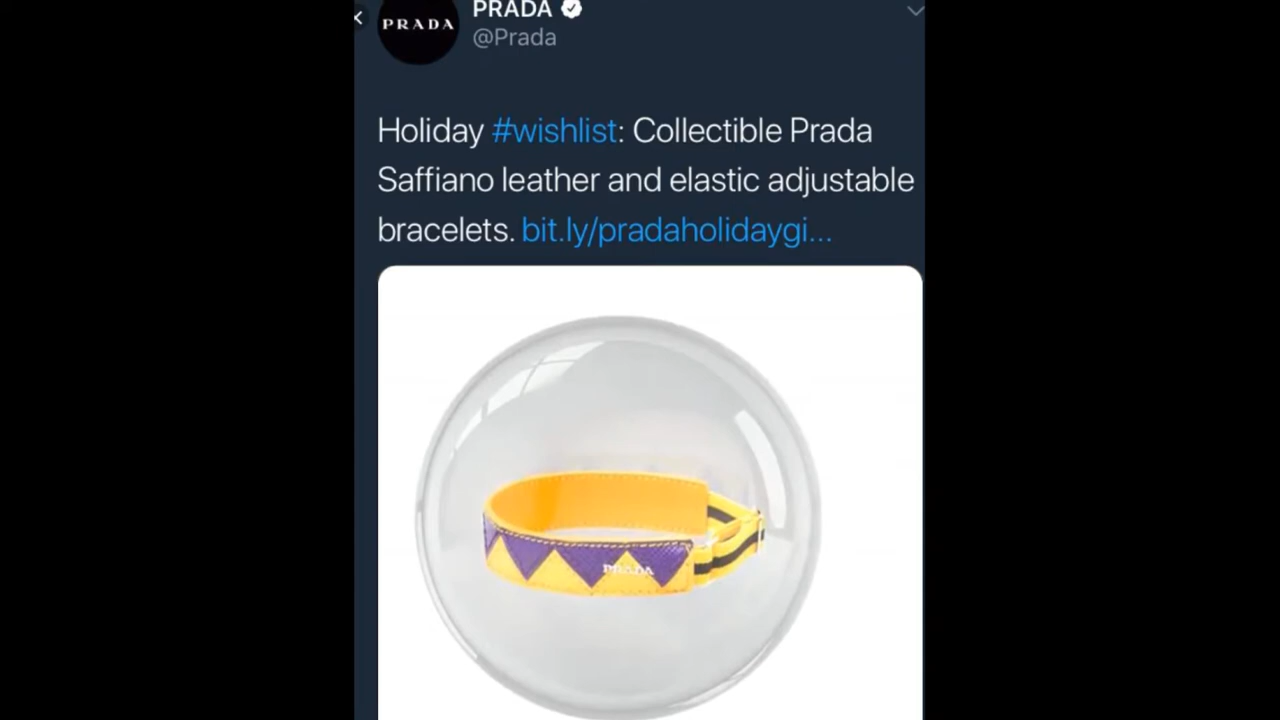 PRADA
PRADA
@Prada
Holiday #wishlist: Collectible Prada
Saffiano leather and elastic adjustable
bracelets. bit.ly/pradaholidaygi...
PRADA